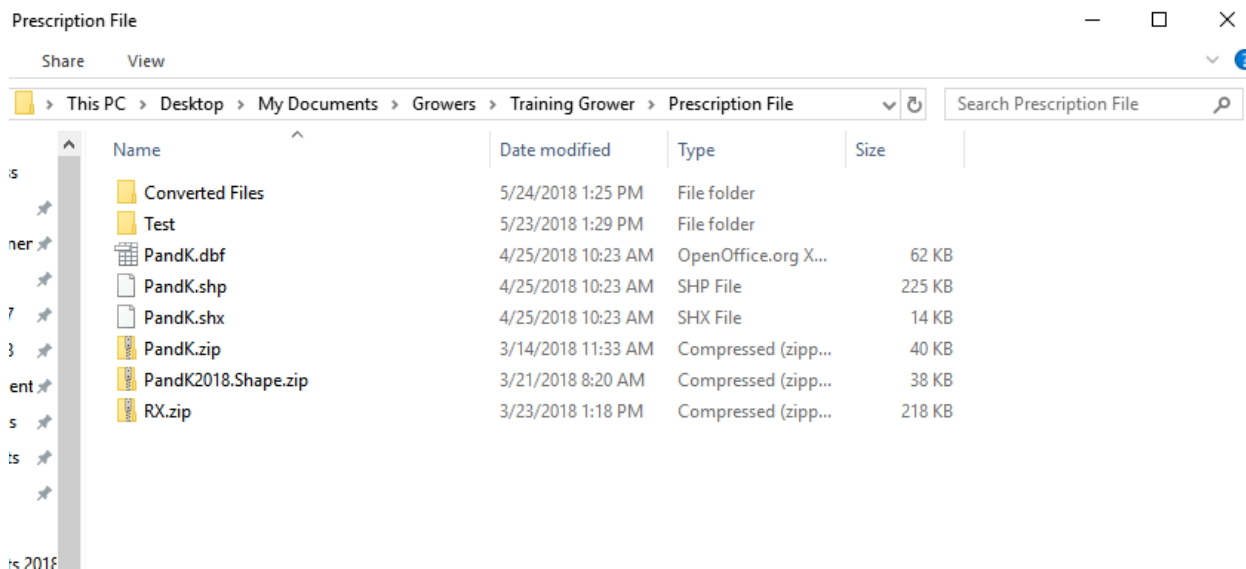 Prescription File
Share View
This PC > Desktop > My Documents > Growers > Training Grower > Prescription File Search Prescription File
Name Date modified Type Size
Converted Files 5/24/2018 1:25 PM File folder
Test 5/23/2018 1:29 PM File folder
PandK.dbf 4/25/2018 10:23 AM OpenOffice.org X... 62 KB
PandK.shp 4/25/2018 10:23 AM SHP File 225 KB
PandK.shx 4/25/2018 10:23 AM SHX File 14 KB
PandK.zip 3/14/2018 11:33 AM Compressed (zipp... 40 KB
PandK2018.Shape.zip 3/21/2018 8:20 AM Compressed (zipp... 38 KB
RX.zip 3/23/2018 1:18 PM Compressed (zipp... 218 KB
ts 2018